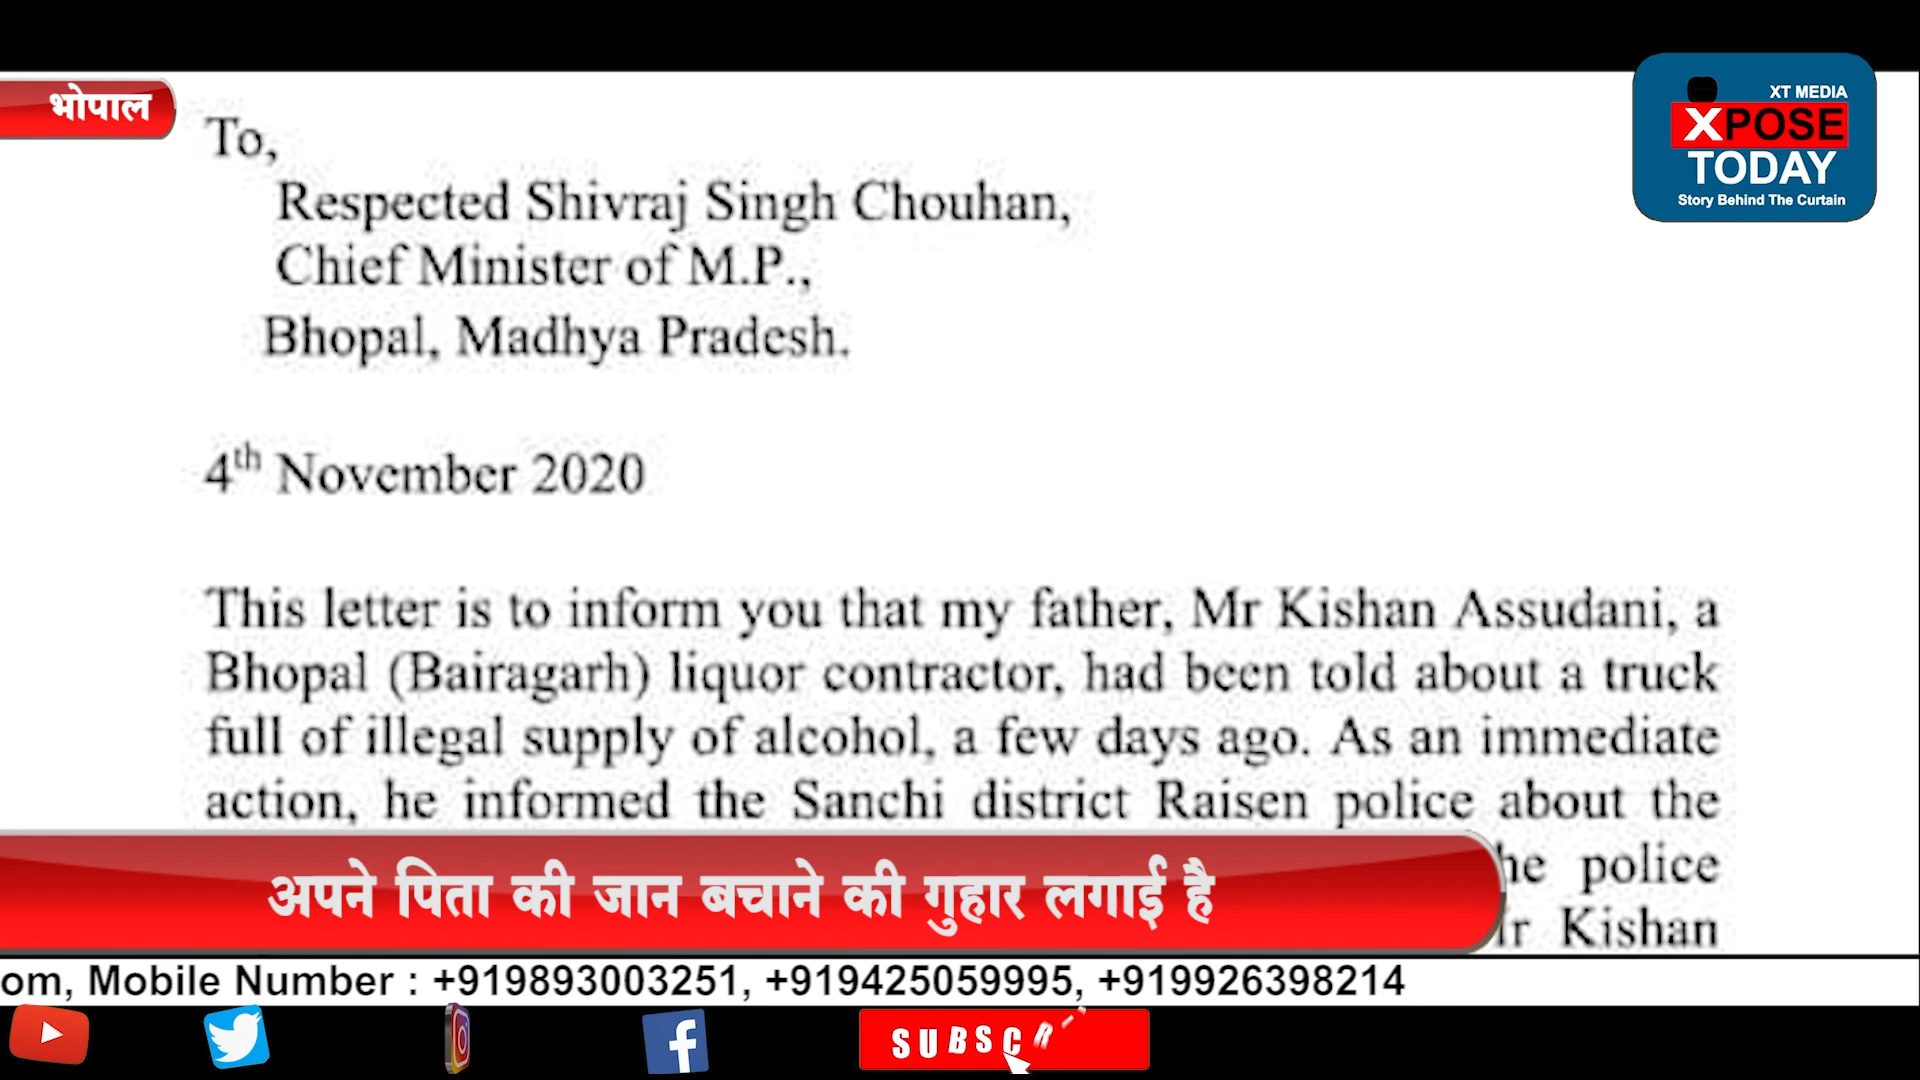 भोपाल
XT MEDIA
XPOSE
TODAY
Story Behind The Curtain
To,
Respected Shivraj Singh Chouhan,
Chief Minister of M.P.,
Bhopal, Madhya Pradesh.
4th November 2020
This letter is to inform you that my father, Mr Kishan Assudani, a
Bhopal (Bairagarh) liquor contractor, had been told about a truck
full of illegal supply of alcohol, a few days ago. As an immediate
action, he informed the Sanchi district Raisen police about the
he police
Kishan
अपने पिता की जान बचाने की गुहार लगाई है
om, Mobile Number : +919893003251, +919425059995, +919926398214
SUBSCR